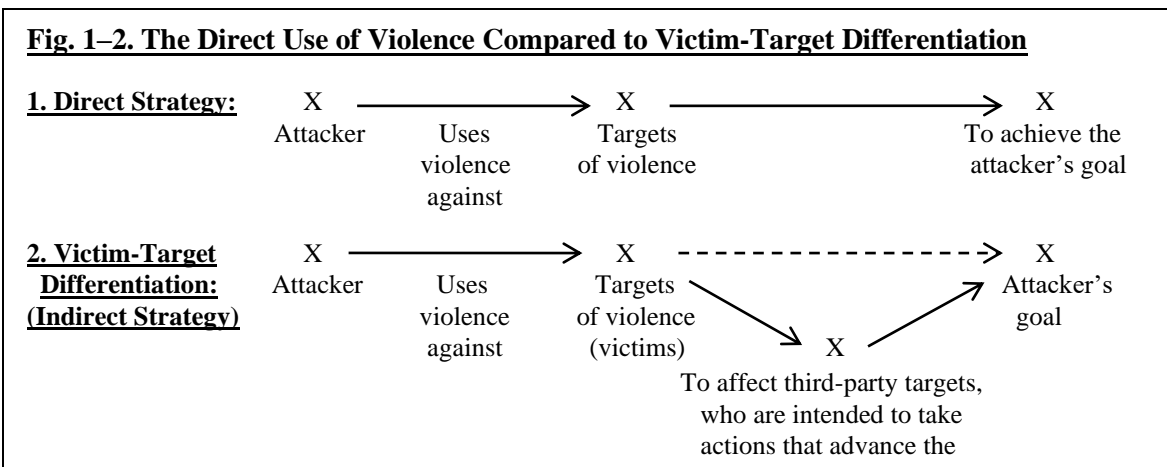 Fig. 1–2. The Direct Use of Violence Compared to Victim-Target Differentiation
1. Direct Strategy: X X X
Attacker Uses Targets To achieve the
violence of violence attacker’s goal
against
2. Victim-Target X X X
Differentiation: Attacker Uses Targets Attacker’s
(Indirect Strategy) violence of violence goal
against (victims) X
To affect third-party targets,
who are intended to take
actions that advance the